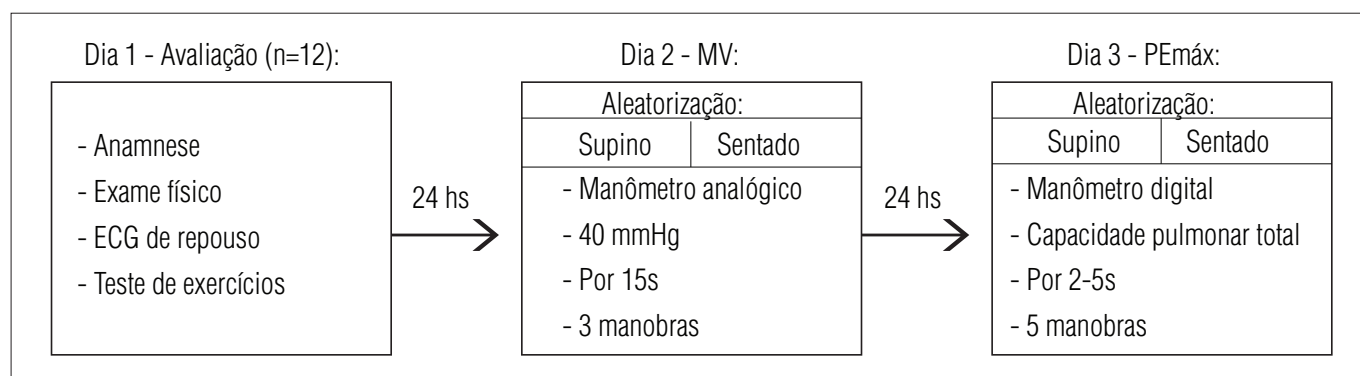 Dia 1 - Avaliação (n=12):
- Anamnese
- Exame físico
- ECG de repouso
- Teste de exercícios
24 hs
Dia 2 - MV:
Aleatorização:
Supino Sentado
- Manômetro analógico
- 40 mmHg
- Por 15s
- 3 manobras
24 hs
Dia 3 - PEmáx:
Aleatorização:
Supino Sentado
- Manômetro digital
- Capacidade pulmonar total
- Por 2-5s
- 5 manobras